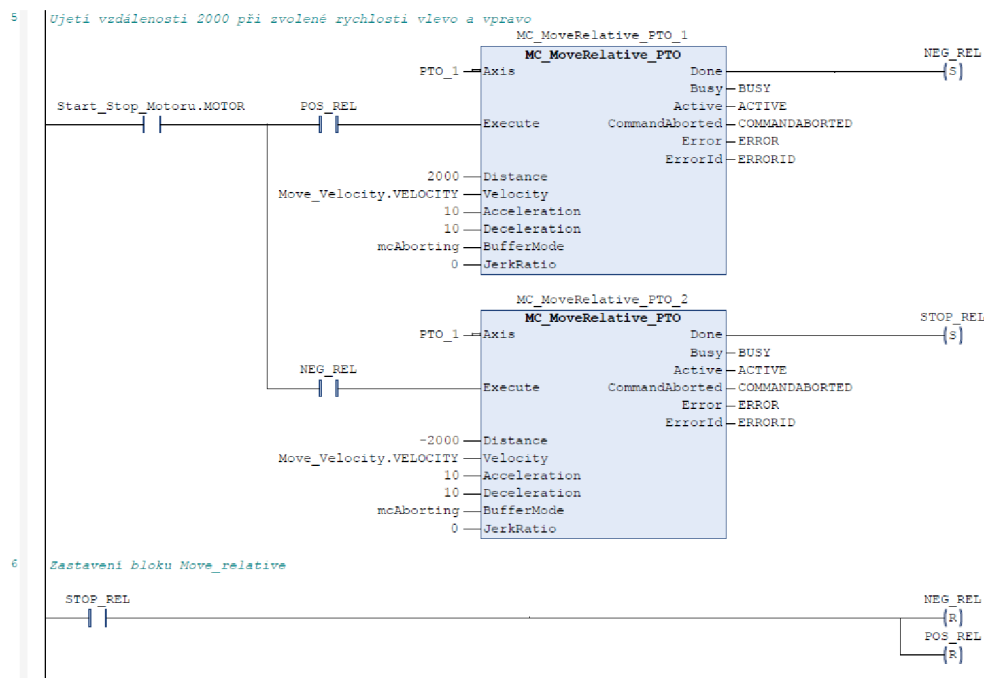 5 Ujetí vzdálenosti 2000 při zvolené rychlosti vlevo a vpravo
MC_MoveRelative_PTO_1
MC_MoveRelative_PTO
NEG_REL
PTO_1 Axis Done S
Busy BUSY
Active ACTIVE
Start_Stop_Motoru.MOTOR POS_REL
Execute CommandAborted COMMANDABORTED
Error ERROR
ErrorId ERRORID
2000 Distance
Move_Velocity.VELOCITY Velocity
10 Acceleration
10 Deceleration
mcAborting BufferMode
0 JerkRatio
MC_MoveRelative_PTO_2
MC_MoveRelative_PTO
STOP_REL
PTO_1 Axis Done S
Busy BUSY
NEG_REL
Active ACTIVE
Execute CommandAborted COMMANDABORTED
Error ERROR
ErrorId ERRORID
-2000 Distance
Move_Velocity.VELOCITY Velocity
10 Acceleration
10 Deceleration
mcAborting BufferMode
0 JerkRatio
6 Zastavení bloku Move_relative
STOP_REL NEG_REL
R
POS_REL
R